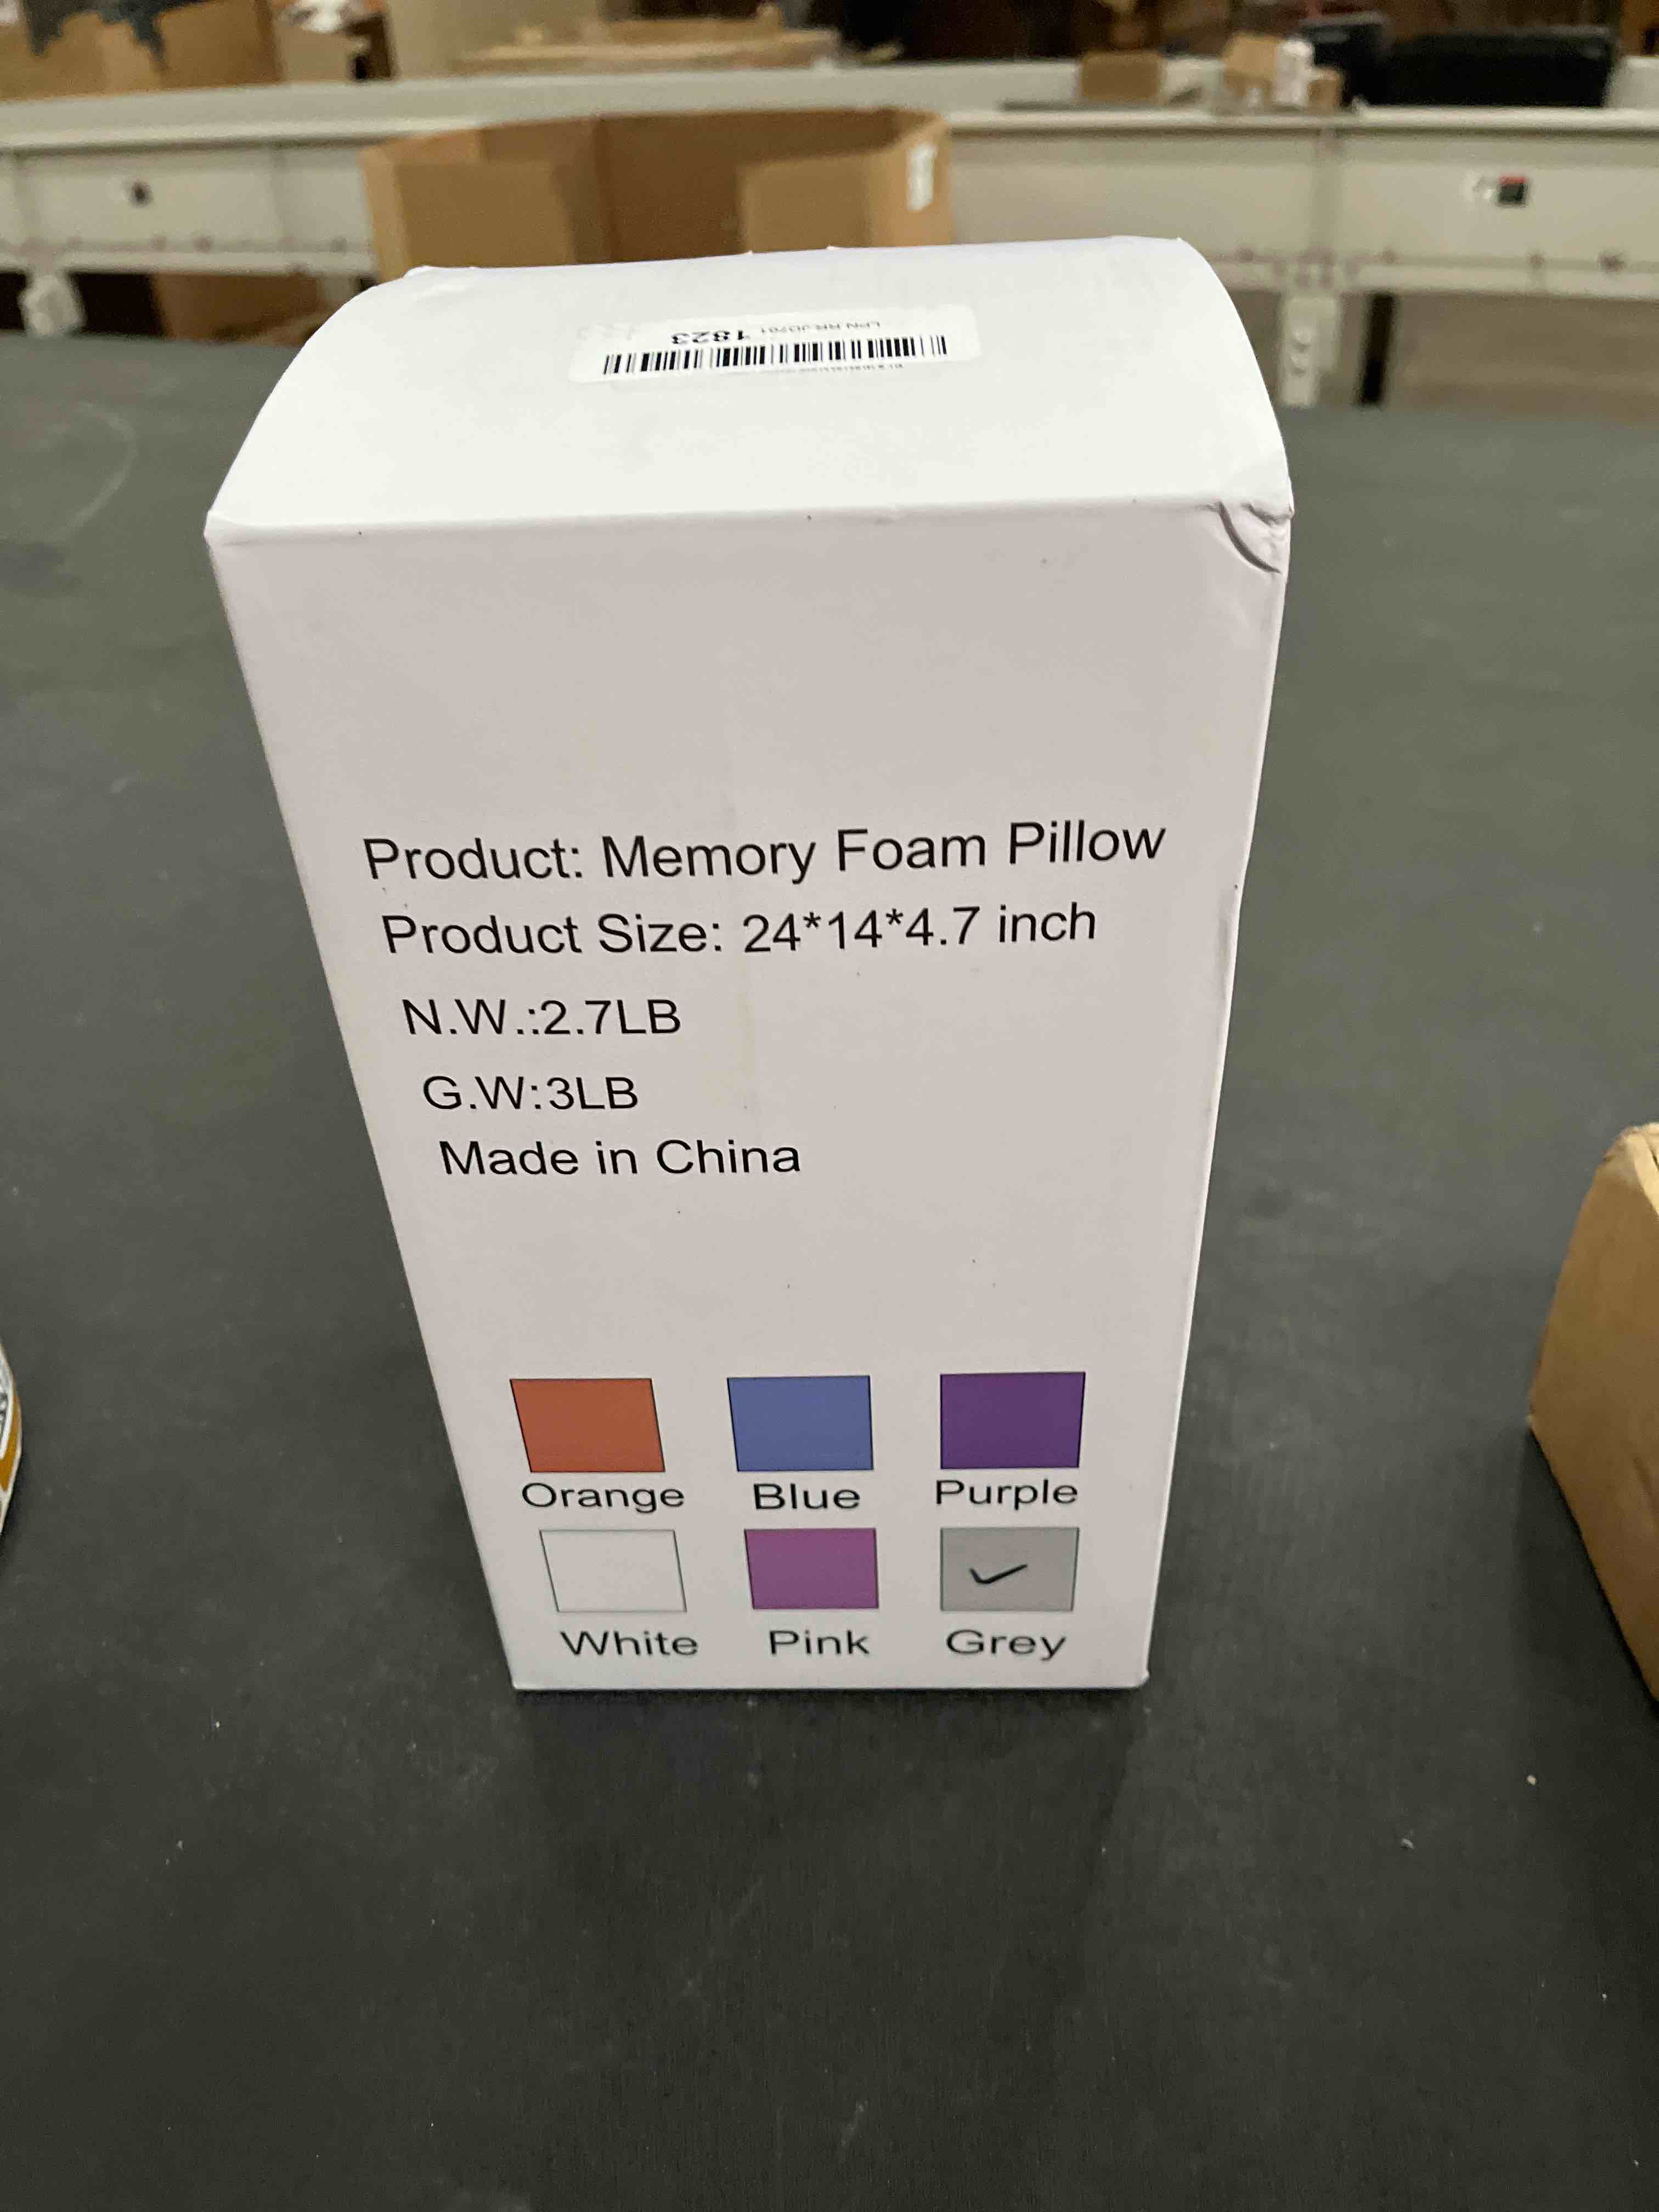 1823
Product: Memory Foam Pillow
Product Size: 24*14*4.7 inch
N.W.:2.7LB
G.W:3LB
Made in China
Orange Blue Purple
White Pink Grey